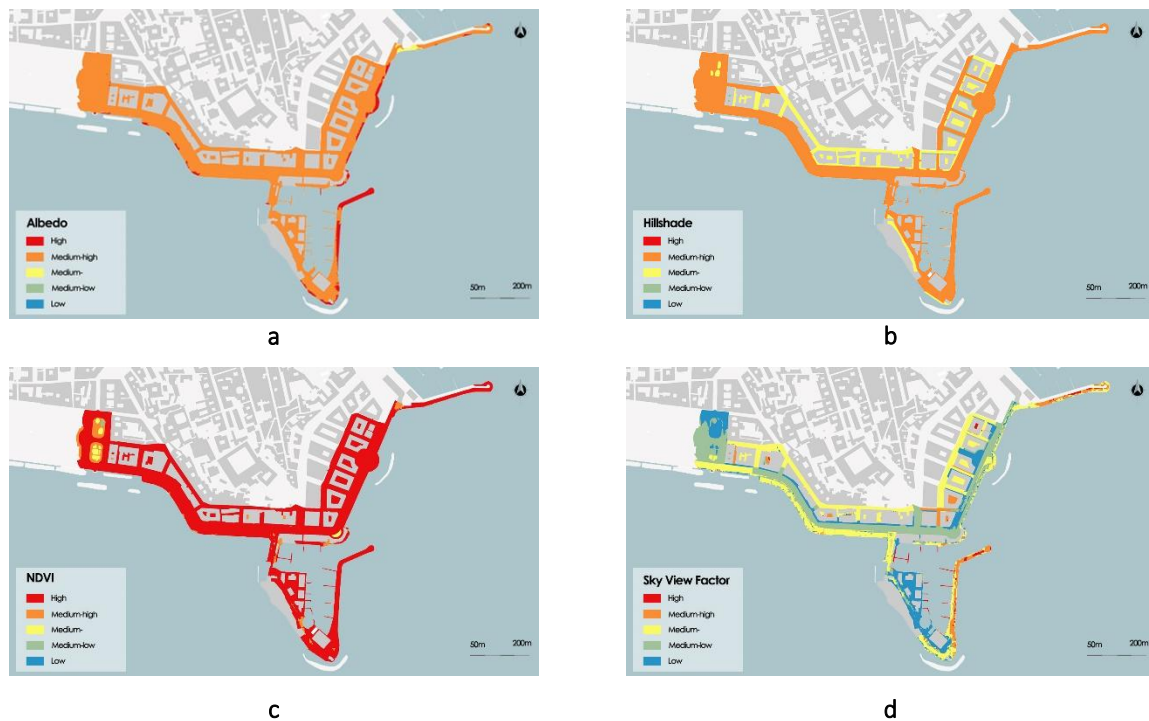 Albedo
High
Medium-high
Medium-
Medium-low
Low
50m 200m
a
Hillshade
High
Medium-high
Medium-
Medium-low
Low
50m 200m
b
NDVI
High
Medium-high
Medium-
Medium-low
Low
50m 200m
c
Sky View Factor
High
Medium-high
Medium-
Medium-low
Low
50m 200m
d